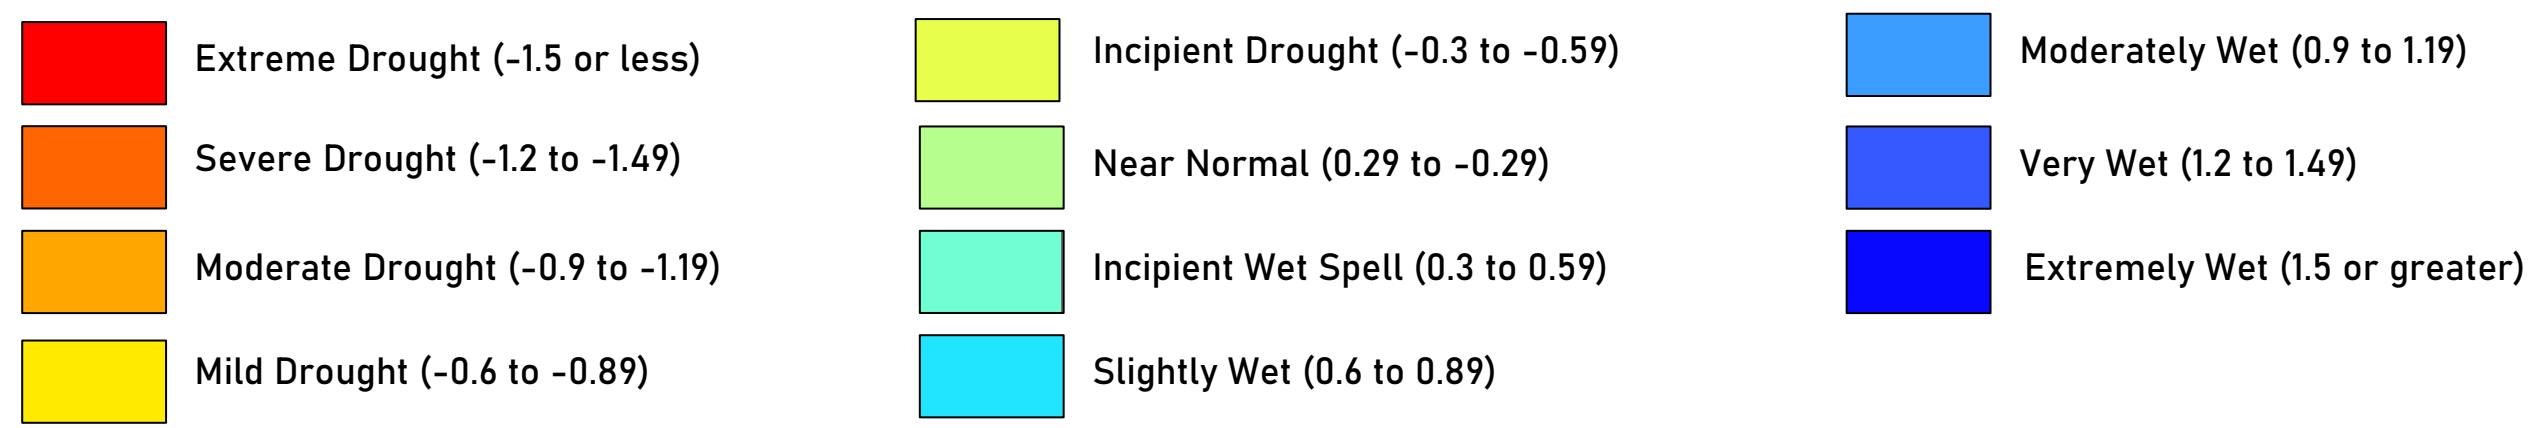 Extreme Drought (-1.5 or less)
Severe Drought (-1.2 to -1.49)
Moderate Drought (-0.9 to -1.19)
Mild Drought (-0.6 to -0.89)
Incipient Drought (-0.3 to -0.59)
Near Normal (0.29 to -0.29)
Incipient Wet Spell (0.3 to 0.59)
Slightly Wet (0.6 to 0.89)
Moderately Wet (0.9 to 1.19)
Very Wet (1.2 to 1.49)
Extremely Wet (1.5 or greater)